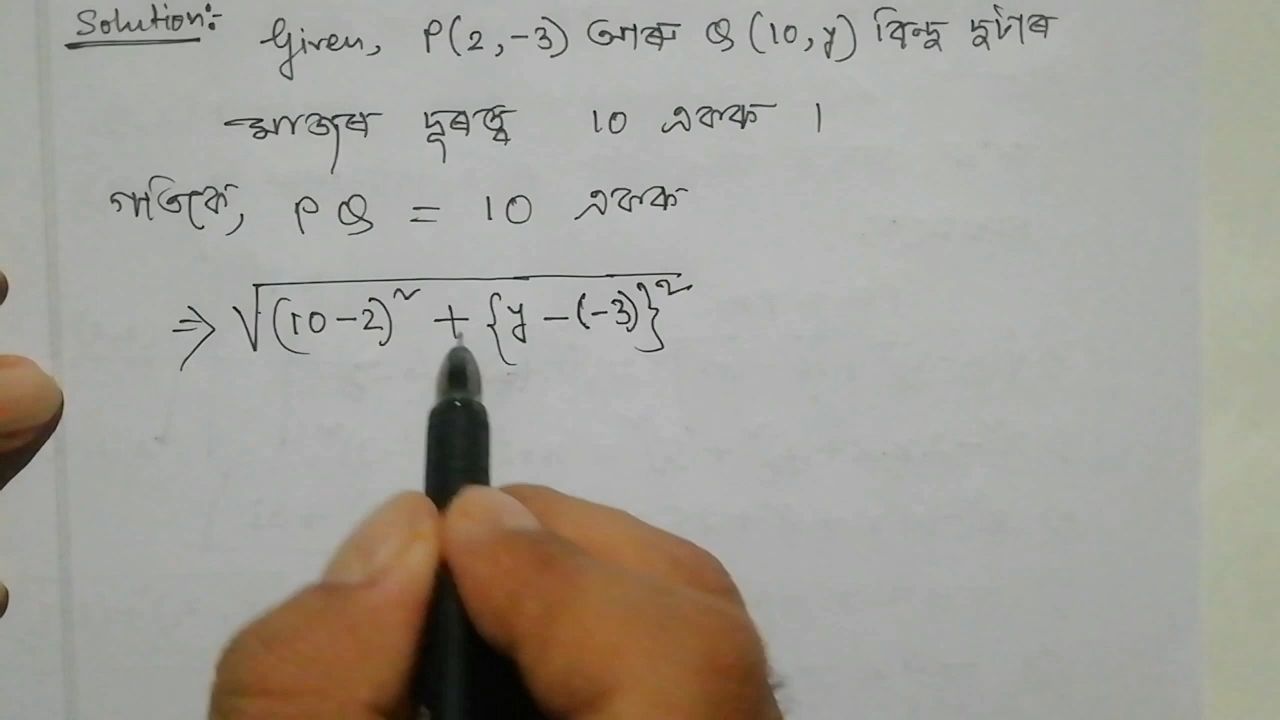 Solution:- Given, P(2,-3) আৰু Q(10,y) বিন্দু দুটাৰ
মাজৰ দূৰত্ব 10 একক ।
গতিকে, PQ = 10 একক
⇒ √(10-2)² + {y-(-3)}²